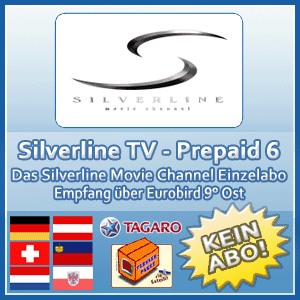 SILVERLINE
movie channel
Silverline TV - Prepaid 6
Das Silverline Movie Channel Einzelabo
Empfang über Eurobird 9° Ost
TAGARO
KEIN
ABO!